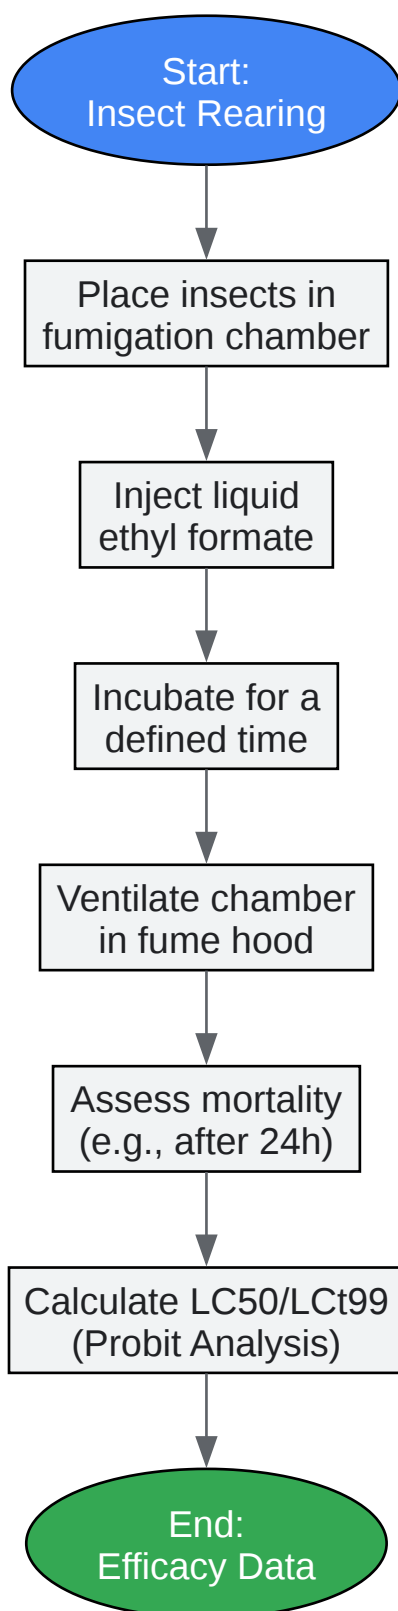 Start:
Insect Rearing
Place insects in
fumigation chamber
Inject liquid
ethyl formate
Incubate for a
defined time
Ventilate chamber
in fume hood
Assess mortality
(e.g., after 24h)
Calculate LC50/LCt99
(Probit Analysis)
End:
Efficacy Data